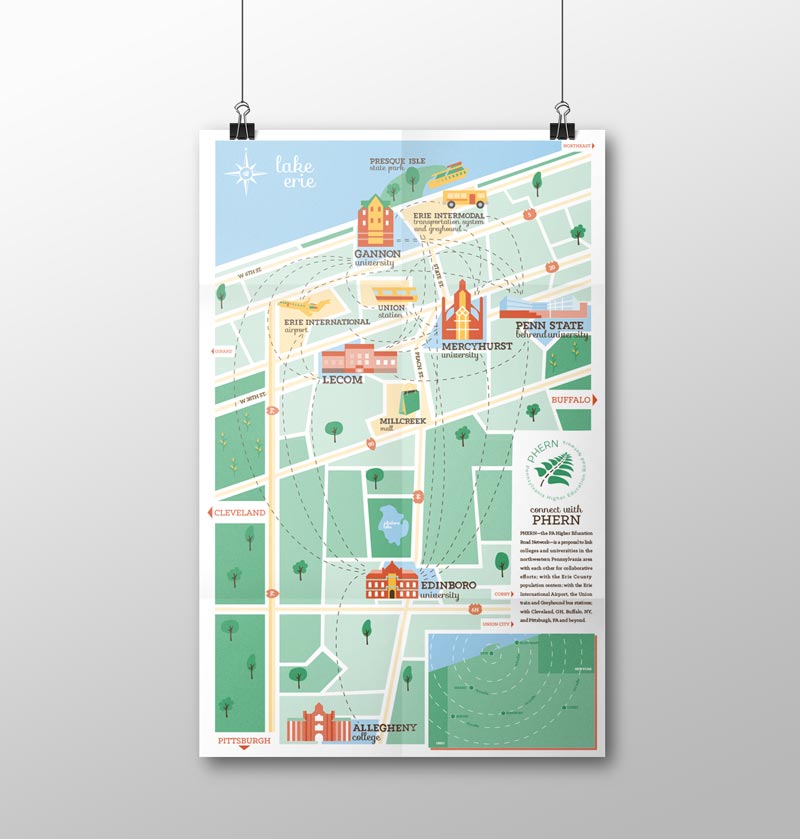 NORTHEAST
lake
erie
PRESQUE ISLE
state park
ERIE INTERMODAL
transportation system
and greyhound
GANNON
university
5
W 6TH ST.
STATE ST.
20
UNION
station
ERIE INTERNATIONAL
airport
PENN STATE
behrend university
MERCYHURST
university
GIRARD
LECOM
PEACH ST.
W 38TH ST.
BUFFALO
MILLCREEK
mall
90
PHERN
Pennsylvania Higher Education Road Network
CLEVELAND
connect with
PHERN
PHERN—the PA Higher Education
Road Network—is a proposal to link
colleges and universities in the
northwestern Pennsylvania area
with each other for collaborative
efforts; with the Erie County
population centers; with the Erie
International Airport, the Union
train and Greyhound bus stations;
with Cleveland, OH, Buffalo, NY,
and Pittsburgh, PA and beyond.
EDINBORO
university
CORRY
6N
UNION CITY
ALLEGHENY
college
PITTSBURGH